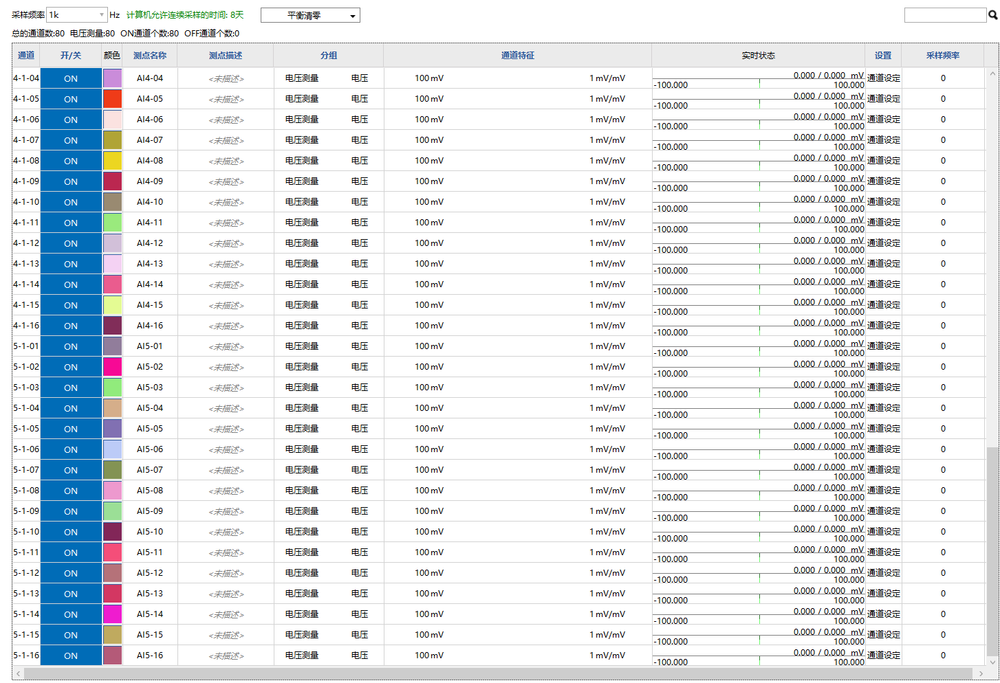 采样频率 1k Hz 计算机允许连续采样的时间: 8天 平衡清零
总的通道数:80 电压测量:80 ON通道个数:80 OFF通道个数:0
通道 开/关 颜色 测点名称 测点描述 分组 通道特征 实时状态 设置 采样频率
4-1-04 ON AI4-04 <未描述> 电压测量 电压 100 mV 1 mV/mV -100.000 0.000 / 0.000 mV 100.000 通道设定 0
4-1-05 ON AI4-05 <未描述> 电压测量 电压 100 mV 1 mV/mV -100.000 0.000 / 0.000 mV 100.000 通道设定 0
4-1-06 ON AI4-06 <未描述> 电压测量 电压 100 mV 1 mV/mV -100.000 0.000 / 0.000 mV 100.000 通道设定 0
4-1-07 ON AI4-07 <未描述> 电压测量 电压 100 mV 1 mV/mV -100.000 0.000 / 0.000 mV 100.000 通道设定 0
4-1-08 ON AI4-08 <未描述> 电压测量 电压 100 mV 1 mV/mV -100.000 0.000 / 0.000 mV 100.000 通道设定 0
4-1-09 ON AI4-09 <未描述> 电压测量 电压 100 mV 1 mV/mV -100.000 0.000 / 0.000 mV 100.000 通道设定 0
4-1-10 ON AI4-10 <未描述> 电压测量 电压 100 mV 1 mV/mV -100.000 0.000 / 0.000 mV 100.000 通道设定 0
4-1-11 ON AI4-11 <未描述> 电压测量 电压 100 mV 1 mV/mV -100.000 0.000 / 0.000 mV 100.000 通道设定 0
4-1-12 ON AI4-12 <未描述> 电压测量 电压 100 mV 1 mV/mV -100.000 0.000 / 0.000 mV 100.000 通道设定 0
4-1-13 ON AI4-13 <未描述> 电压测量 电压 100 mV 1 mV/mV -100.000 0.000 / 0.000 mV 100.000 通道设定 0
4-1-14 ON AI4-14 <未描述> 电压测量 电压 100 mV 1 mV/mV -100.000 0.000 / 0.000 mV 100.000 通道设定 0
4-1-15 ON AI4-15 <未描述> 电压测量 电压 100 mV 1 mV/mV -100.000 0.000 / 0.000 mV 100.000 通道设定 0
4-1-16 ON AI4-16 <未描述> 电压测量 电压 100 mV 1 mV/mV -100.000 0.000 / 0.000 mV 100.000 通道设定 0
5-1-01 ON AI5-01 <未描述> 电压测量 电压 100 mV 1 mV/mV -100.000 0.000 / 0.000 mV 100.000 通道设定 0
5-1-02 ON AI5-02 <未描述> 电压测量 电压 100 mV 1 mV/mV -100.000 0.000 / 0.000 mV 100.000 通道设定 0
5-1-03 ON AI5-03 <未描述> 电压测量 电压 100 mV 1 mV/mV -100.000 0.000 / 0.000 mV 100.000 通道设定 0
5-1-04 ON AI5-04 <未描述> 电压测量 电压 100 mV 1 mV/mV -100.000 0.000 / 0.000 mV 100.000 通道设定 0
5-1-05 ON AI5-05 <未描述> 电压测量 电压 100 mV 1 mV/mV -100.000 0.000 / 0.000 mV 100.000 通道设定 0
5-1-06 ON AI5-06 <未描述> 电压测量 电压 100 mV 1 mV/mV -100.000 0.000 / 0.000 mV 100.000 通道设定 0
5-1-07 ON AI5-07 <未描述> 电压测量 电压 100 mV 1 mV/mV -100.000 0.000 / 0.000 mV 100.000 通道设定 0
5-1-08 ON AI5-08 <未描述> 电压测量 电压 100 mV 1 mV/mV -100.000 0.000 / 0.000 mV 100.000 通道设定 0
5-1-09 ON AI5-09 <未描述> 电压测量 电压 100 mV 1 mV/mV -100.000 0.000 / 0.000 mV 100.000 通道设定 0
5-1-10 ON AI5-10 <未描述> 电压测量 电压 100 mV 1 mV/mV -100.000 0.000 / 0.000 mV 100.000 通道设定 0
5-1-11 ON AI5-11 <未描述> 电压测量 电压 100 mV 1 mV/mV -100.000 0.000 / 0.000 mV 100.000 通道设定 0
5-1-12 ON AI5-12 <未描述> 电压测量 电压 100 mV 1 mV/mV -100.000 0.000 / 0.000 mV 100.000 通道设定 0
5-1-13 ON AI5-13 <未描述> 电压测量 电压 100 mV 1 mV/mV -100.000 0.000 / 0.000 mV 100.000 通道设定 0
5-1-14 ON AI5-14 <未描述> 电压测量 电压 100 mV 1 mV/mV -100.000 0.000 / 0.000 mV 100.000 通道设定 0
5-1-15 ON AI5-15 <未描述> 电压测量 电压 100 mV 1 mV/mV -100.000 0.000 / 0.000 mV 100.000 通道设定 0
5-1-16 ON AI5-16 <未描述> 电压测量 电压 100 mV 1 mV/mV -100.000 0.000 / 0.000 mV 100.000 通道设定 0